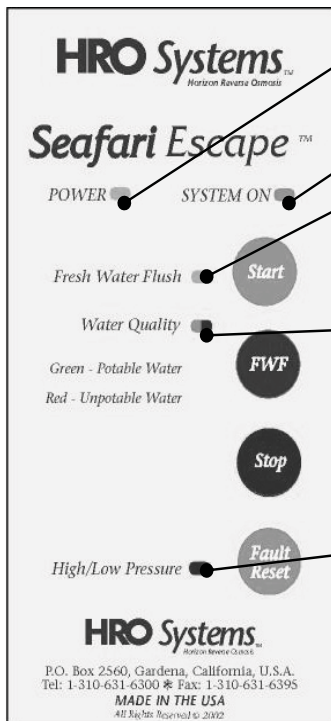 HRO Systems™
Horizon Reverse Osmosis
Seafari Escape™
POWER SYSTEM ON
Fresh Water Flush Start
Water Quality
Green - Potable Water FWF
Red - Unpotable Water
Stop
High/Low Pressure Fault Reset
HRO Systems™
Horizon Reverse Osmosis
P.O. Box 2560, Gardena, California, U.S.A.
Tel: 1-310-631-6300 * Fax: 1-310-631-6395
MADE IN THE USA
All Rights Reserved © 2002